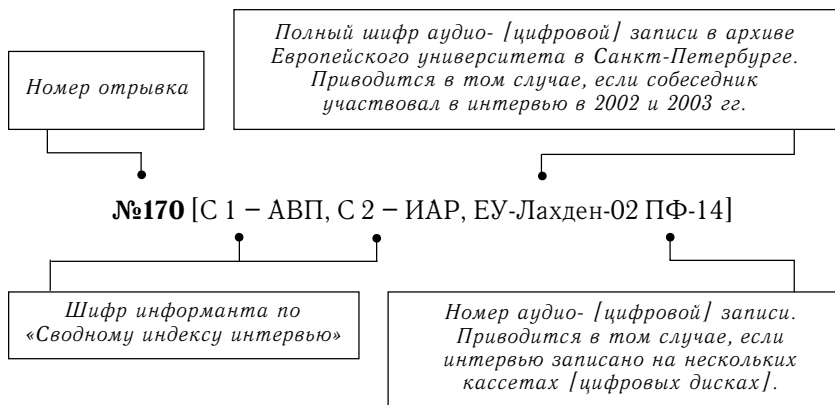 Полный шифр аудио- [цифровой] записи в архиве
Европейского университета в Санкт-Петербурге.
Приводится в том случае, если собеседник
участвовал в интервью в 2002 и 2003 гг.
Номер отрывка
№170 [С 1 – АВП, С 2 – ИАР, ЕУ-Лахден-02 ПФ-14]
Шифр информанта по
«Сводному индексу интервью»
Номер аудио- [цифровой] записи.
Приводится в том случае, если
интервью записано на нескольких
кассетах [цифровых дисках].